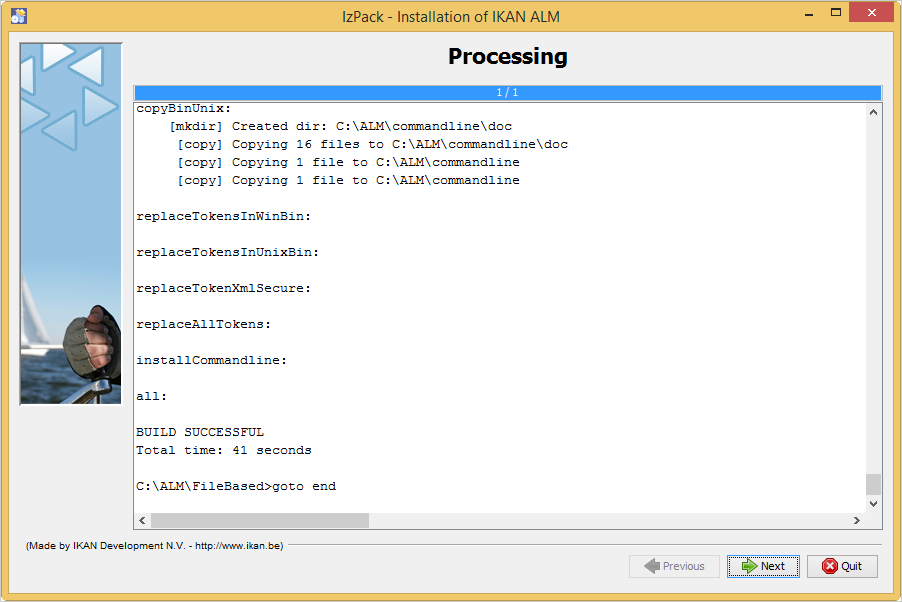 IzPack - Installation of IKAN ALM
Processing
1 / 1
copyBinUnix:
[mkdir] Created dir: C:\ALM\commandline\doc
[copy] Copying 16 files to C:\ALM\commandline\doc
[copy] Copying 1 file to C:\ALM\commandline
[copy] Copying 1 file to C:\ALM\commandline
replaceTokensInWinBin:
replaceTokensInUnixBin:
replaceTokenXmlSecure:
replaceAllTokens:
installCommandline:
all:
BUILD SUCCESSFUL
Total time: 41 seconds
C:\ALM\FileBased>goto end
(Made by IKAN Development N.V. - http://www.ikan.be)
Previous
Next
Quit